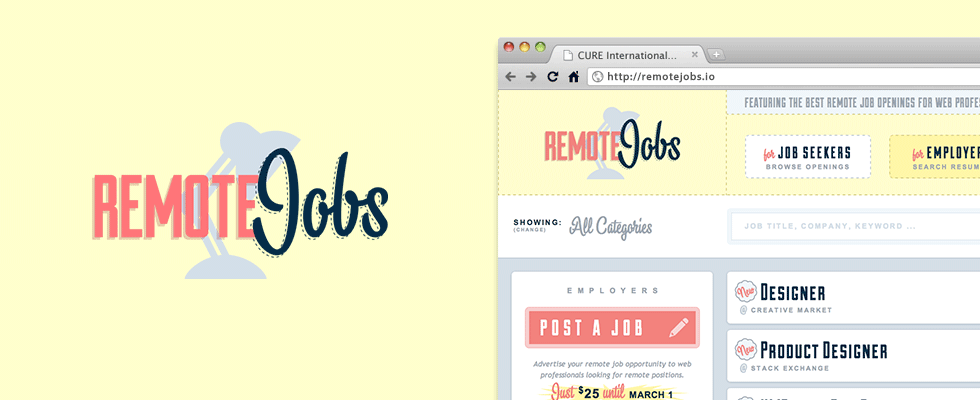 REMOTE Jobs
CURE International...
http://remotejobs.io
FEATURING THE BEST REMOTE JOB OPENINGS FOR WEB
REMOTE Jobs
for JOB SEEKERS
BROWSE OPENINGS
for
SEARCH
SHOWING:
(CHANGE)
All Categories
JOB TITLE, COMPANY, KEYWORD ...
EMPLOYERS
POST A JOB
Advertise your remote job opportunity to web
professionals looking for remote positions.
Just $25 until MARCH 1
New DESIGNER
@ CREATIVE MARKET
New PRODUCT DESIGNER
@ STACK EXCHANGE